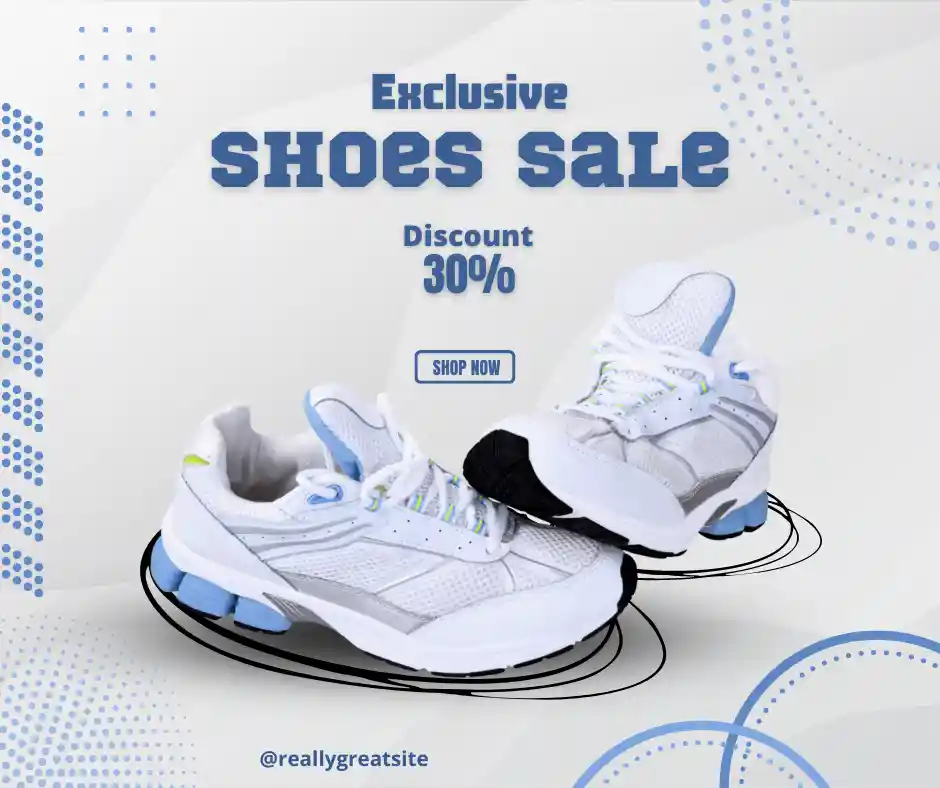 Exclusive
SHOES SALE
Discount
30%
SHOP NOW
@reallygreatsite